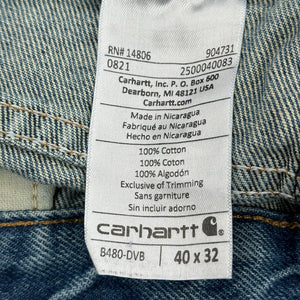 RN# 14806 904731
0821 2500040083
Carhartt, Inc. P.O. Box 600
Dearborn, MI 48121 USA
Carhartt.com
Made in Nicaragua
Fabriqué au Nicaragua
Hecho en Nicaragua
100% Cotton
100% Coton
100% Algodón
Exclusive of Trimming
Sans garniture
Sin incluir adorno
carhartt
B480-DVB 40 x 32